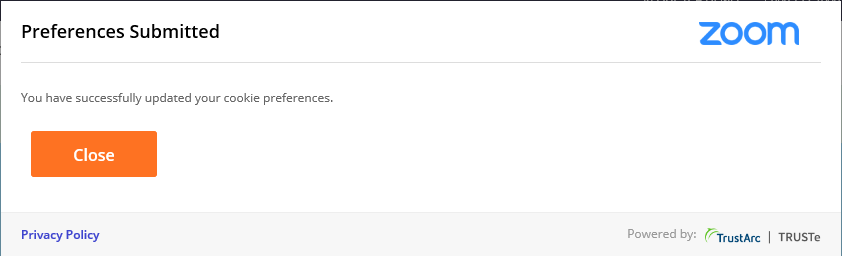 Preferences Submitted
zoom
You have successfully updated your cookie preferences.
Close
Privacy Policy
Powered by: TrustArc | TRUSTe